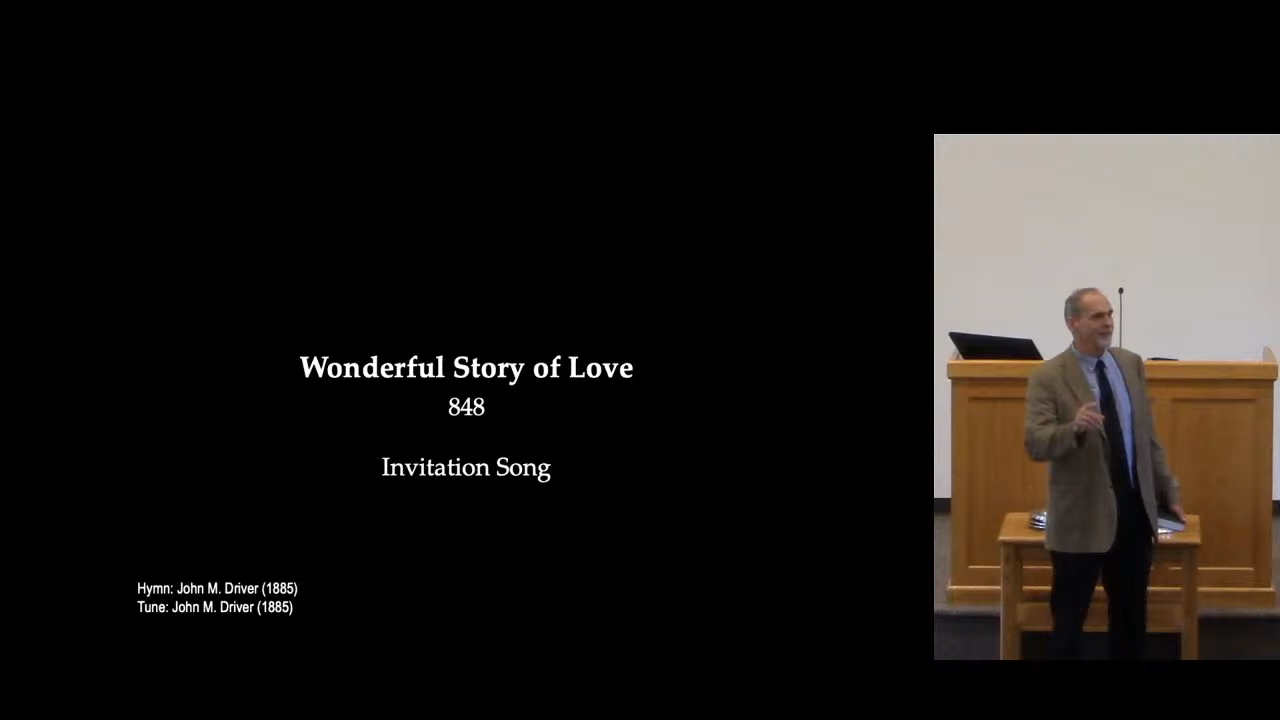 Wonderful Story of Love
848
Invitation Song
Hymn: John M. Driver (1885)
Tune: John M. Driver (1885)